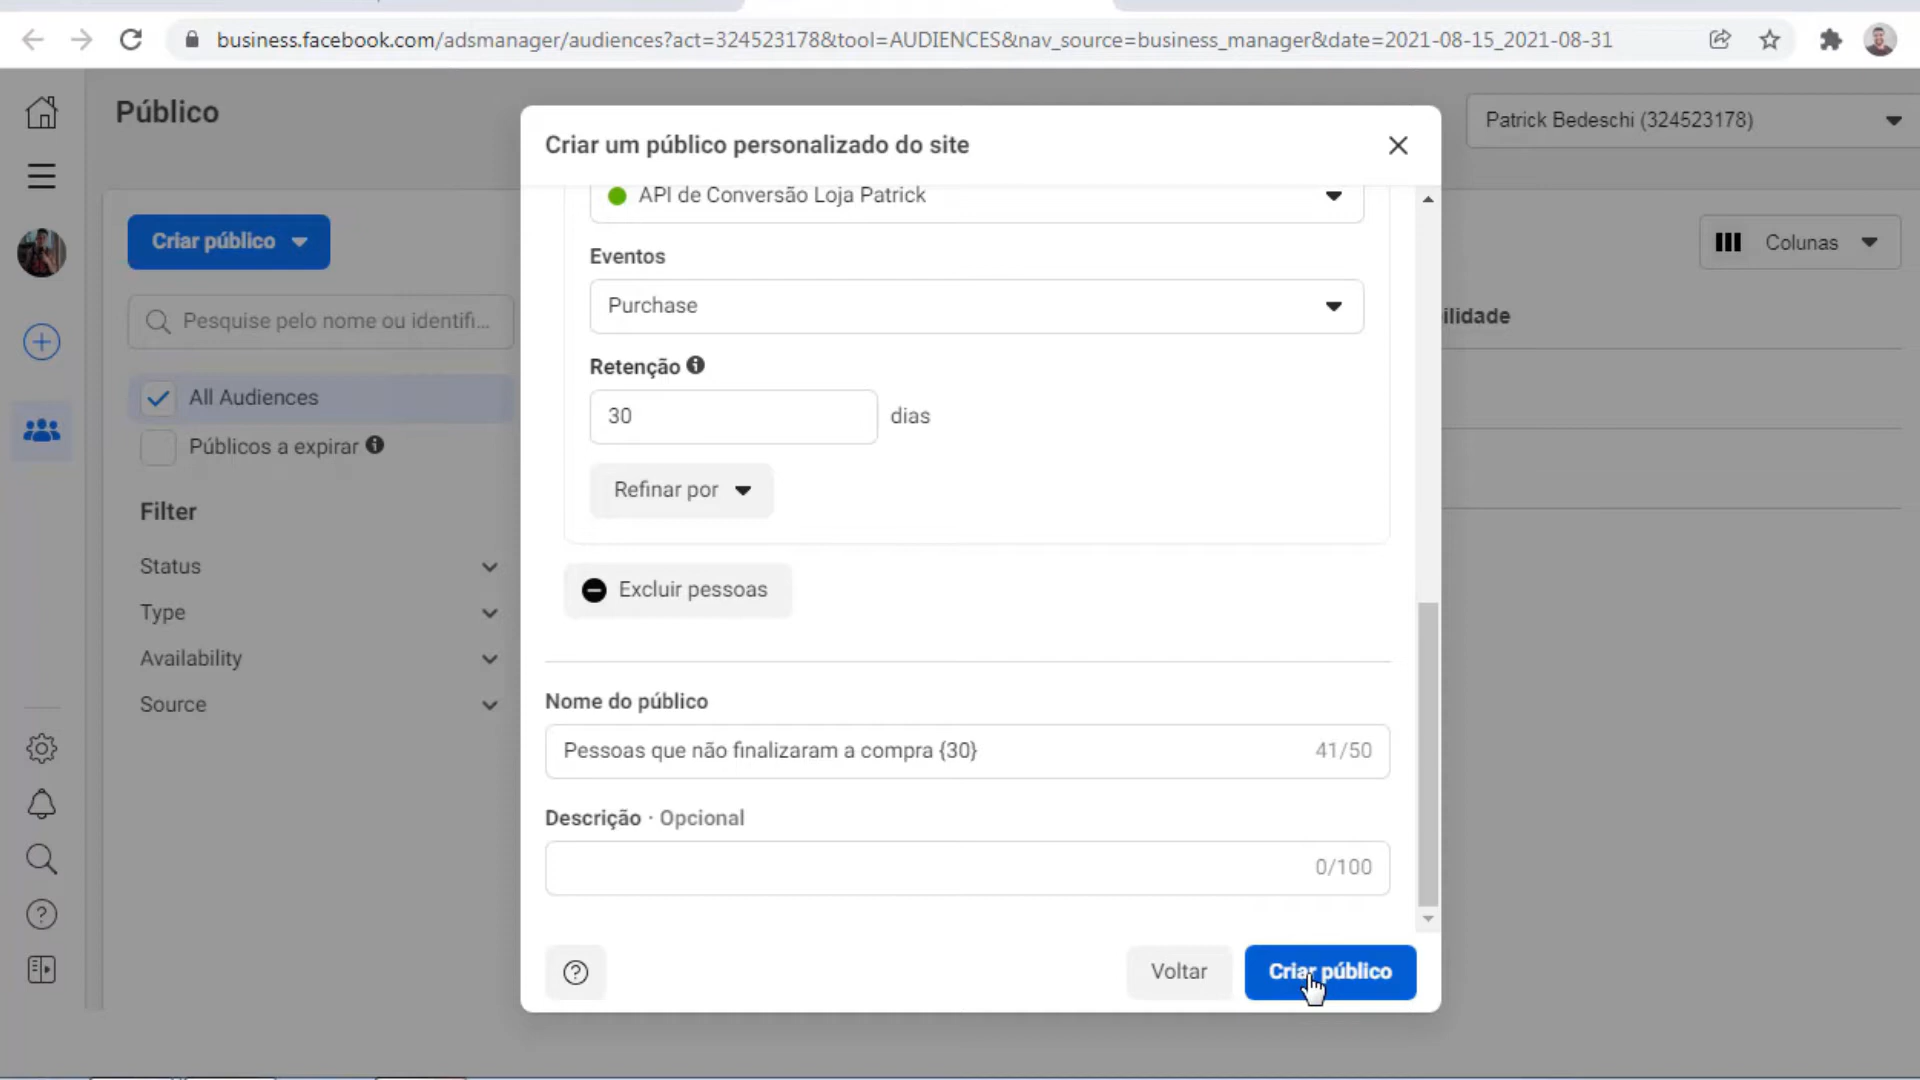 business.facebook.com/adsmanager/audiences?act=324523178&tool=AUDIENCES&nav_source=business_manager&date=2021-08-15_2021-08-31
Público
Patrick Bedeschi (324523178)
Criar público
Pesquise pelo nome ou identifi...
All Audiences
Públicos a expirar
Filter
Status
Type
Availability
Source
Colunas
ilidade
Criar um público personalizado do site
API de Conversão Loja Patrick
Eventos
Purchase
Retenção
30 dias
Refinar por
Excluir pessoas
Nome do público
Pessoas que não finalizaram a compra {30} 41/50
Descrição · Opcional
0/100
Voltar
Criar público